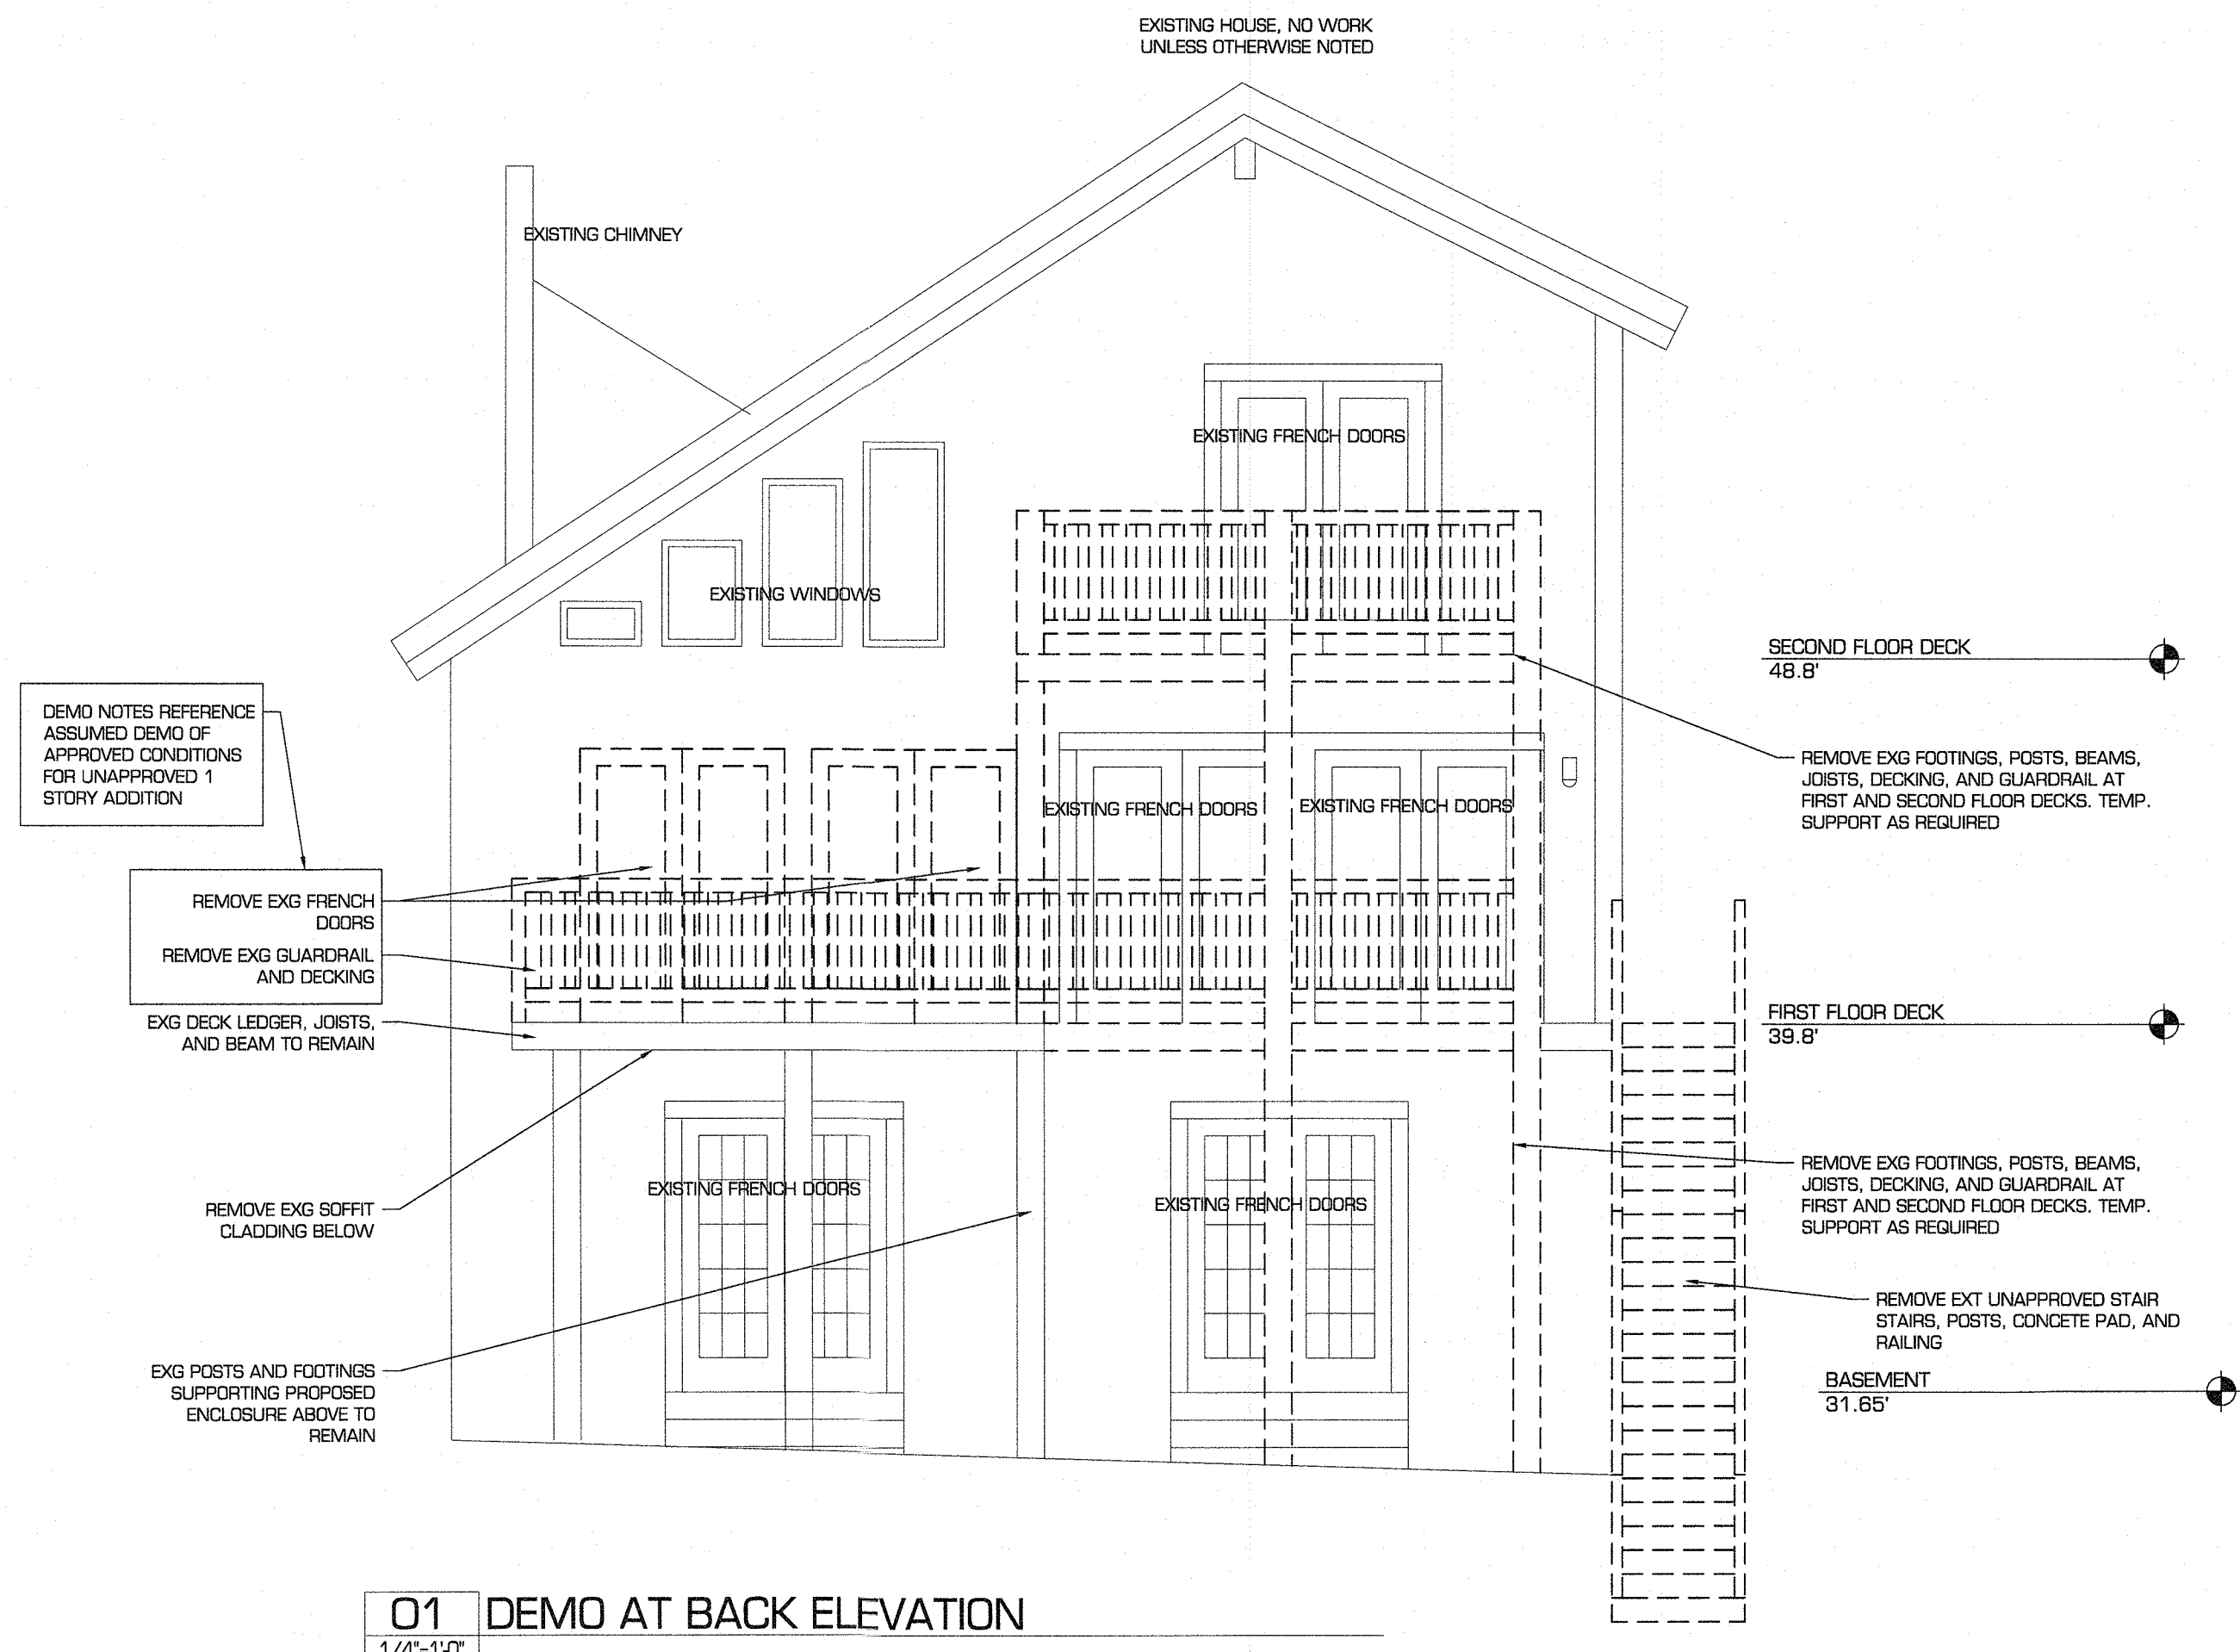 EXISTING HOUSE, NO WORK
UNLESS OTHERWISE NOTED
EXISTING CHIMNEY
EXISTING FRENCH DOORS
EXISTING WINDOWS
SECOND FLOOR DECK
48.8'
DEMO NOTES REFERENCE
ASSUMED DEMO OF
APPROVED CONDITIONS
FOR UNAPPROVED 1
STORY ADDITION
REMOVE EXG FOOTINGS, POSTS, BEAMS,
JOISTS, DECKING, AND GUARDRAIL AT
FIRST AND SECOND FLOOR DECKS. TEMP.
SUPPORT AS REQUIRED
EXISTING FRENCH DOORS
EXISTING FRENCH DOORS
REMOVE EXG FRENCH
DOORS
REMOVE EXG GUARDRAIL
AND DECKING
EXG DECK LEDGER, JOISTS,
AND BEAM TO REMAIN
FIRST FLOOR DECK
39.8'
REMOVE EXG FOOTINGS, POSTS, BEAMS,
JOISTS, DECKING, AND GUARDRAIL AT
FIRST AND SECOND FLOOR DECKS. TEMP.
SUPPORT AS REQUIRED
EXISTING FRENCH DOORS
EXISTING FRENCH DOORS
REMOVE EXG SOFFIT
CLADDING BELOW
REMOVE EXT UNAPPROVED STAIR
STAIRS, POSTS, CONCETE PAD, AND
RAILING
EXG POSTS AND FOOTINGS
SUPPORTING PROPOSED
ENCLOSURE ABOVE TO
REMAIN
BASEMENT
31.65'
01 DEMO AT BACK ELEVATION
1/4"=1'-0"